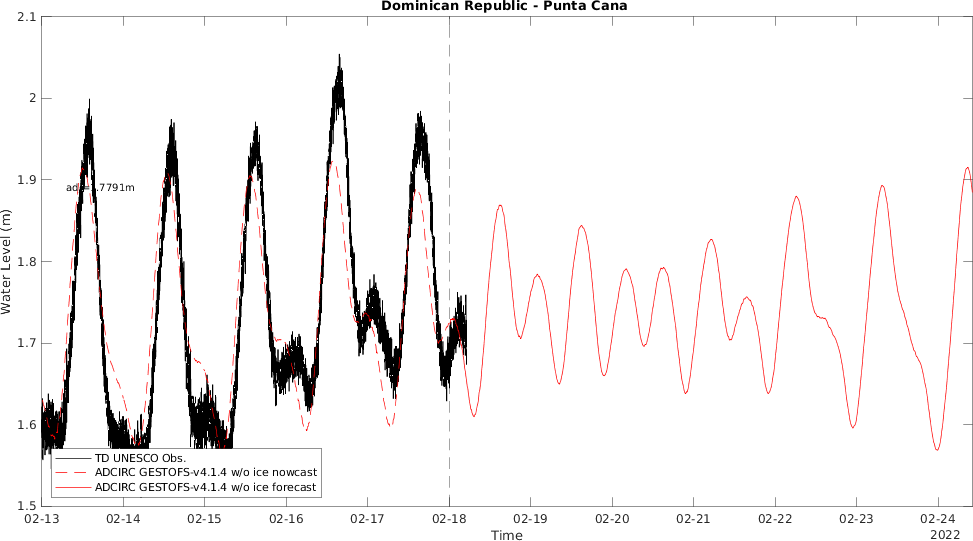 Dominican Republic - Punta Cana
2.1
2
1.9
1.8
1.7
1.6
1.5
Water Level (m)
TD UNESCO Obs.
ADCIRC GESTOFS-v4.1.4 w/o ice nowcast
ADCIRC GESTOFS-v4.1.4 w/o ice forecast
02-13 02-14 02-15 02-16 02-17 02-18 02-19 02-20 02-21 02-22 02-23 02-24
2022
Time